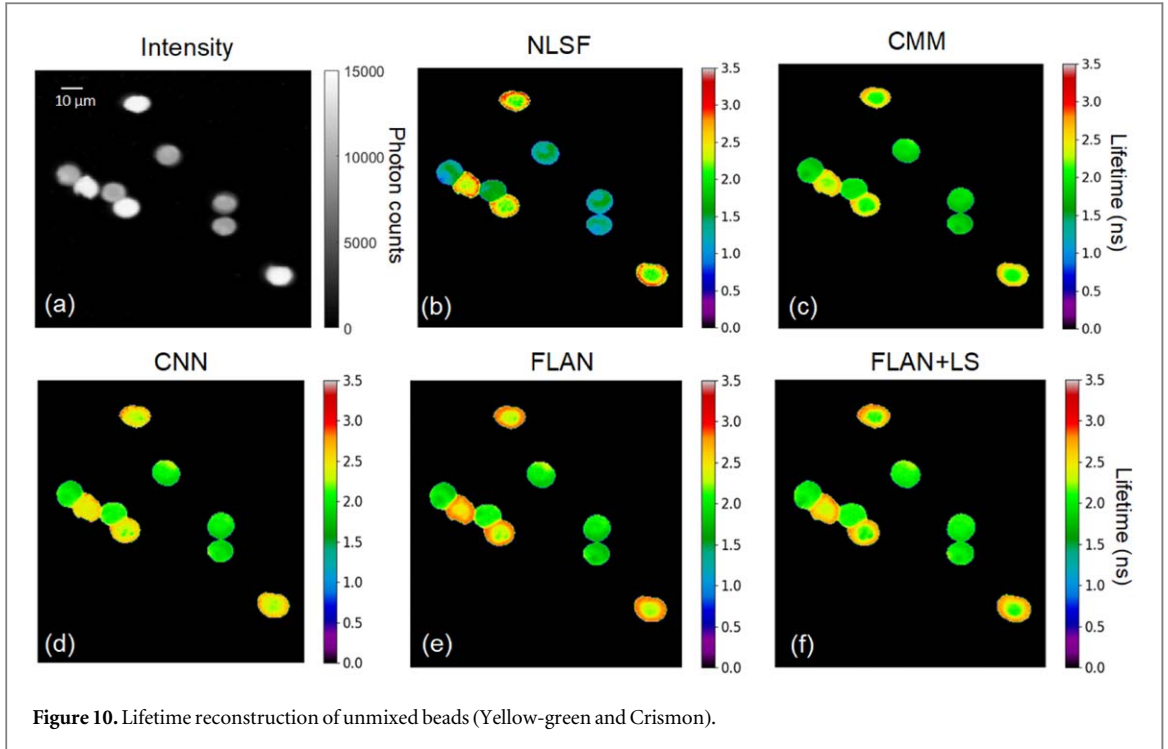 Intensity
NLSF
CMM
10 μm
15000
10000
5000
0
Photon counts
(a)
3.5
3.0
2.5
2.0
1.5
1.0
0.5
0.0
(b)
3.5
3.0
2.5
2.0
1.5
1.0
0.5
0.0
Lifetime (ns)
(c)
CNN
FLAN
FLAN+LS
3.5
3.0
2.5
2.0
1.5
1.0
0.5
0.0
(d)
3.5
3.0
2.5
2.0
1.5
1.0
0.5
0.0
(e)
3.5
3.0
2.5
2.0
1.5
1.0
0.5
0.0
Lifetime (ns)
(f)
Figure 10. Lifetime reconstruction of unmixed beads (Yellow-green and Crismon).